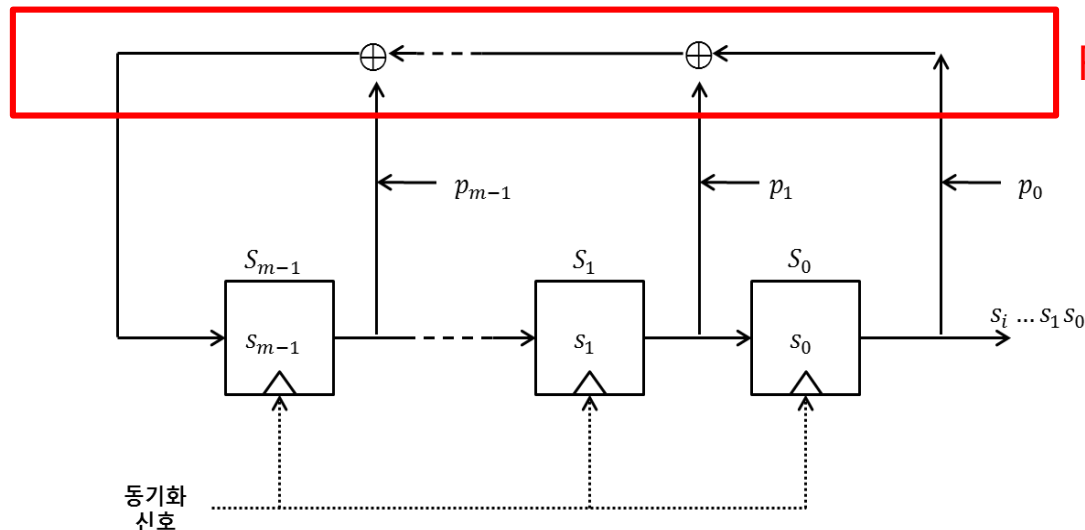 $p_{m-1}$ $p_1$ $p_0$
$S_{m-1}$ $S_1$ $S_0$
$s_{m-1}$ $s_1$ $s_0$ $s_i \ldots s_1 s_0$
동기화
신호